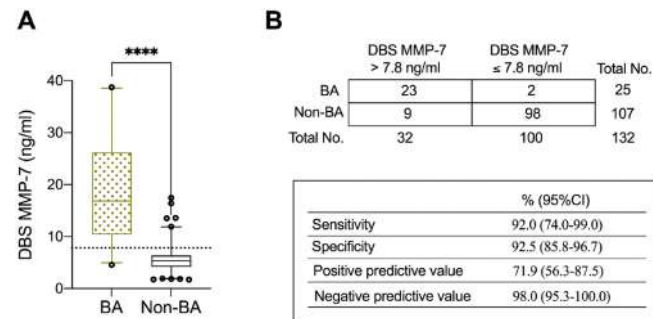 A
****
DBS MMP-7 (ng/ml)
40
30
20
10
0
BA
Non-BA
B
DBS MMP-7 > 7.8 ng/ml
DBS MMP-7 ≤ 7.8 ng/ml
Total No.
BA 23 2 25
Non-BA 9 98 107
Total No. 32 100 132
% (95%CI)
Sensitivity 92.0 (74.0-99.0)
Specificity 92.5 (85.8-96.7)
Positive predictive value 71.9 (56.3-87.5)
Negative predictive value 98.0 (95.3-100.0)